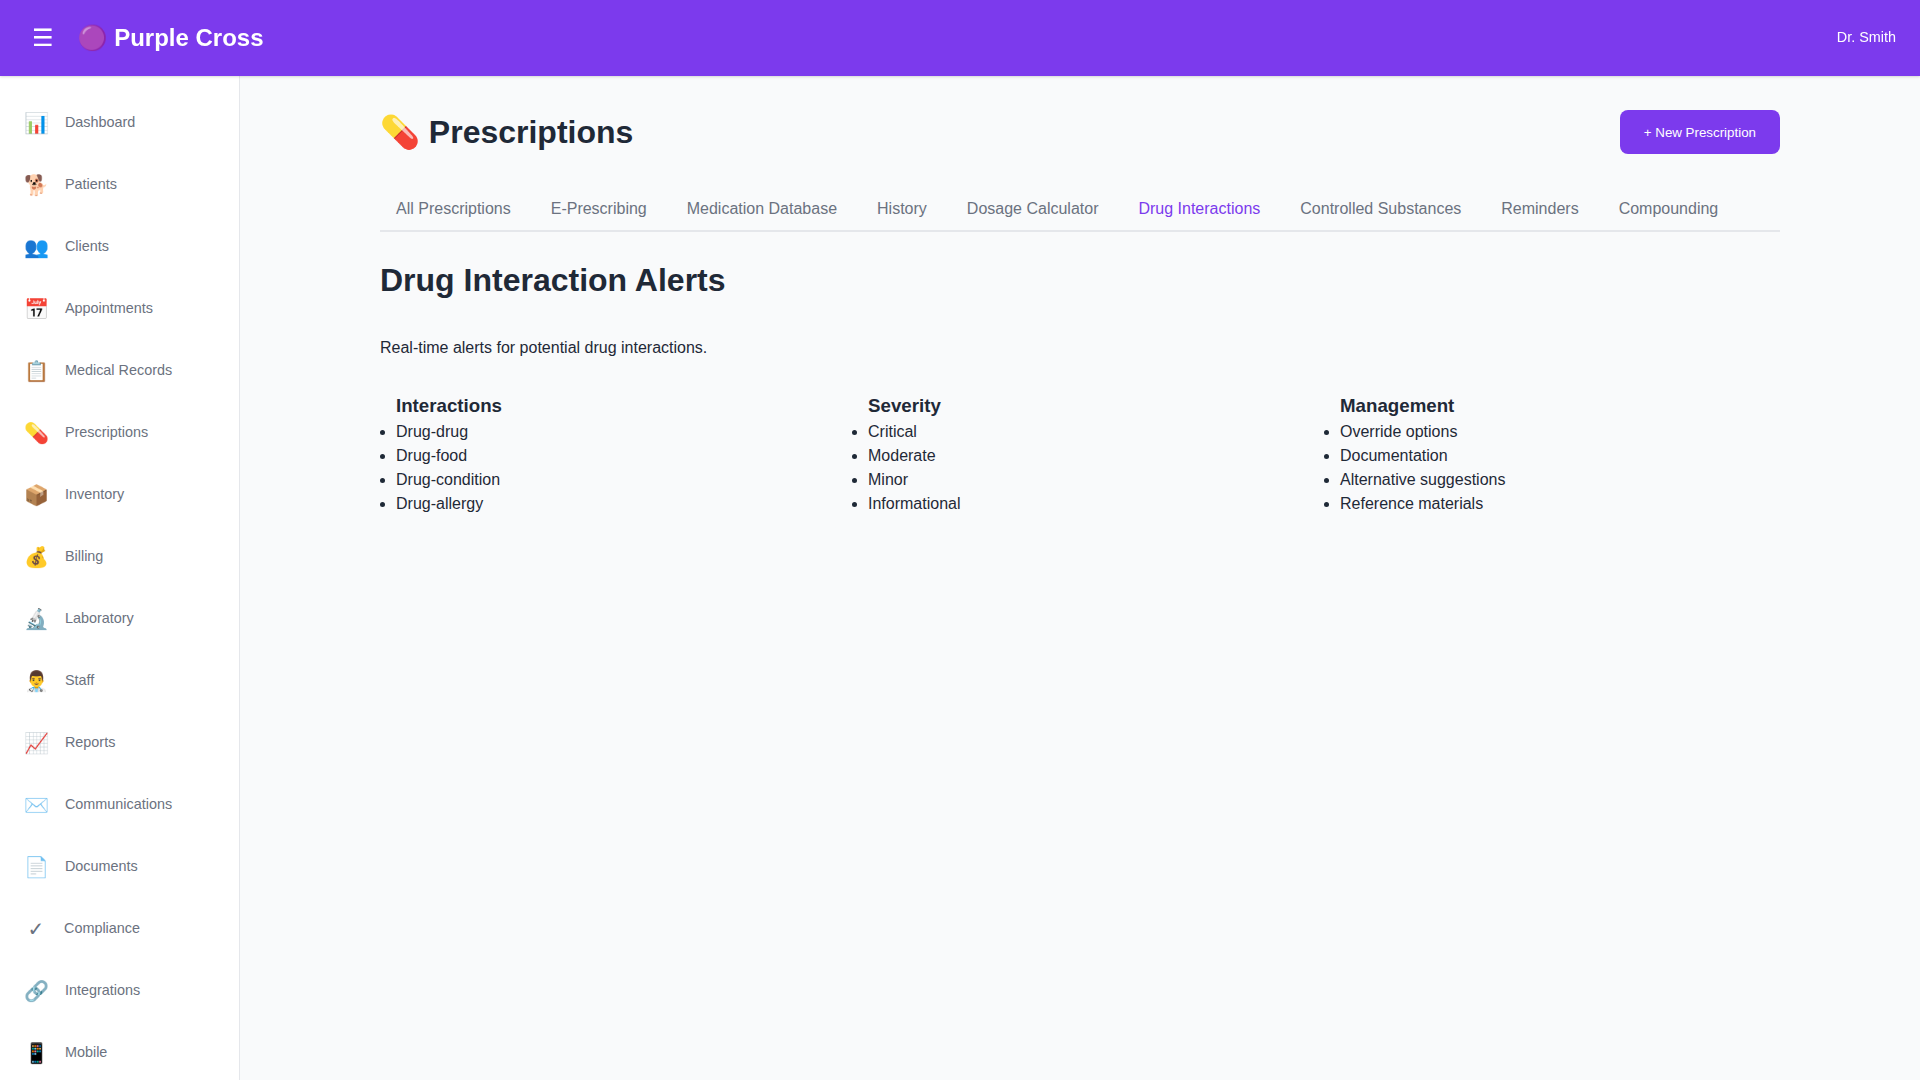 ☰ 🟣 Purple Cross
Dr. Smith
Dashboard
Patients
Clients
Appointments
Medical Records
Prescriptions
Inventory
Billing
Laboratory
Staff
Reports
Communications
Documents
✓ Compliance
Integrations
Mobile
💊 Prescriptions
+ New Prescription
All Prescriptions
E-Prescribing
Medication Database
History
Dosage Calculator
Drug Interactions
Controlled Substances
Reminders
Compounding
Drug Interaction Alerts
Real-time alerts for potential drug interactions.
Interactions
• Drug-drug
• Drug-food
• Drug-condition
• Drug-allergy
Severity
• Critical
• Moderate
• Minor
• Informational
Management
• Override options
• Documentation
• Alternative suggestions
• Reference materials